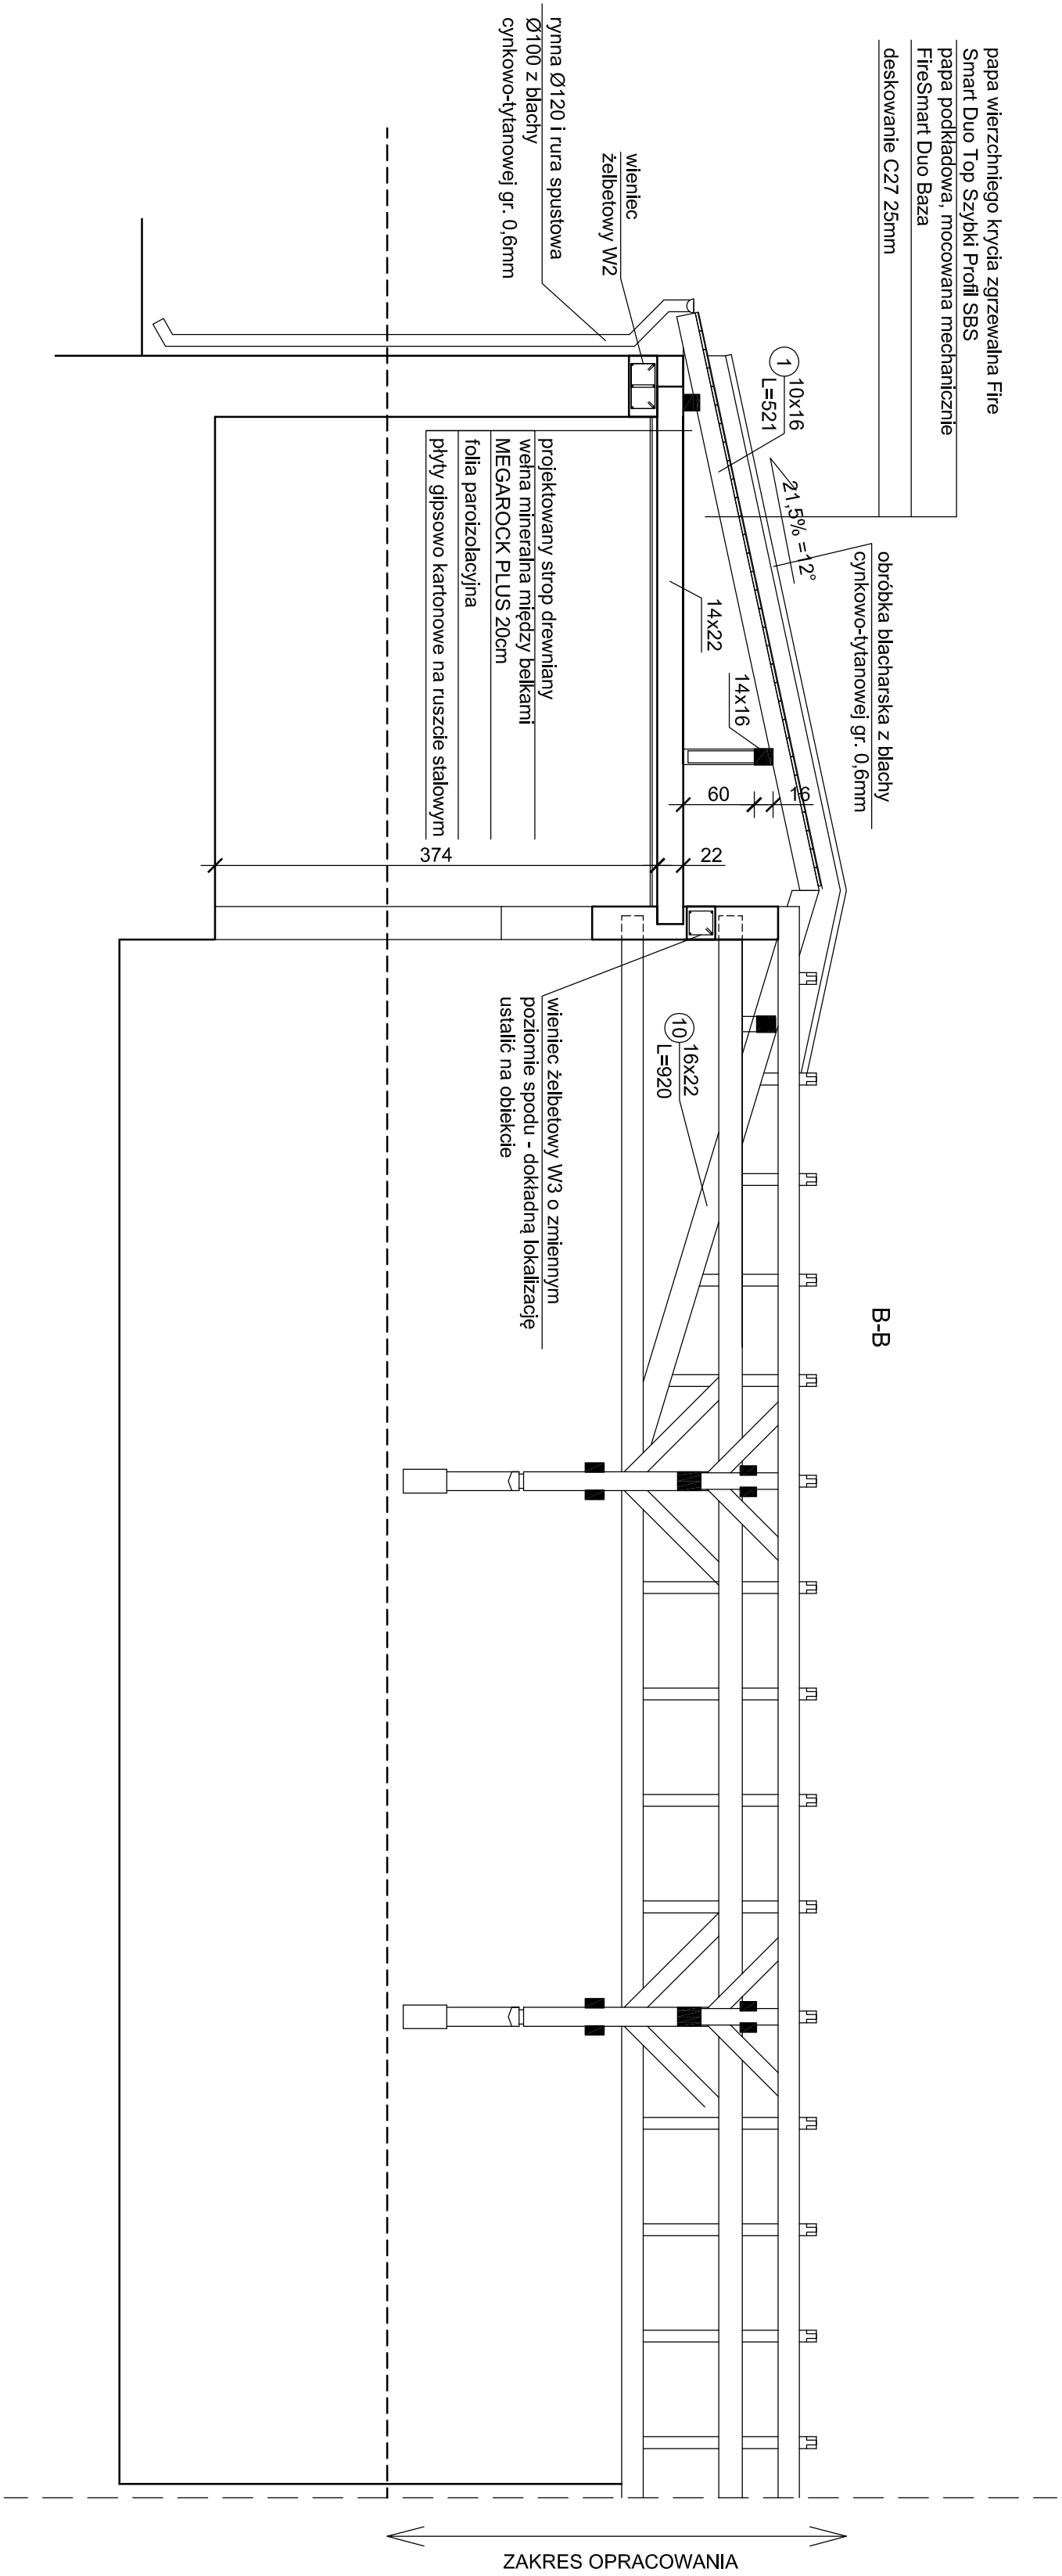 papa wierzchniego krycia zgrzewalna Fire
Smart Duo Top Szybki Profil SBS
papa podkładowa, mocowana mechanicznie
FireSmart Duo Baza
deskowanie C27 25mm
obróbka blacharska z blachy
cynkowo-tytanowej gr. 0,6mm
B-B
21,5% =12°
1
10x16
L=521
14x22
14x16
16
60
22
374
wieniec
żelbetowy W2
rynna Ø120 i rura spustowa
Ø100 z blachy
cynkowo-tytanowej gr. 0,6mm
projektowany strop drewniany
wełna mineralna między belkami
MEGAROCK PLUS 20cm
folia paroizolacyjna
płyty gipsowo kartonowe na ruszcie stalowym
10
16x22
L=920
wieniec żelbetowy W3 o zmiennym
poziomie spodu - dokładną lokalizację
ustalić na obiekcie
ZAKRES OPRACOWANIA